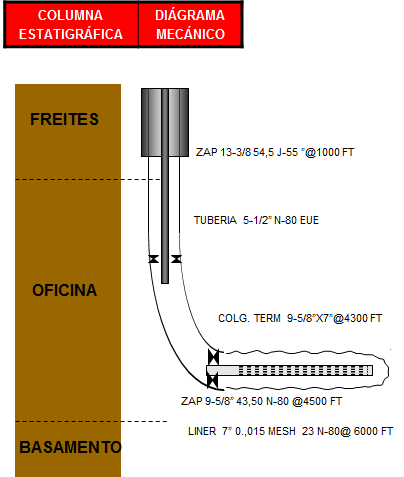 COLUMNA
ESTATIGRÁFICA
DIÁGRAMA
MECÁNICO
FREITES
ZAP 13-3/8 54,5 J-55 "@1000 FT
TUBERIA 5-1/2" N-80 EUE
OFICINA
COLG. TERM 9-5/8"X7"@4300 FT
ZAP 9-5/8" 43,50 N-80 @4500 FT
LINER 7" 0.,015 MESH 23 N-80@ 6000 FT
BASAMENTO